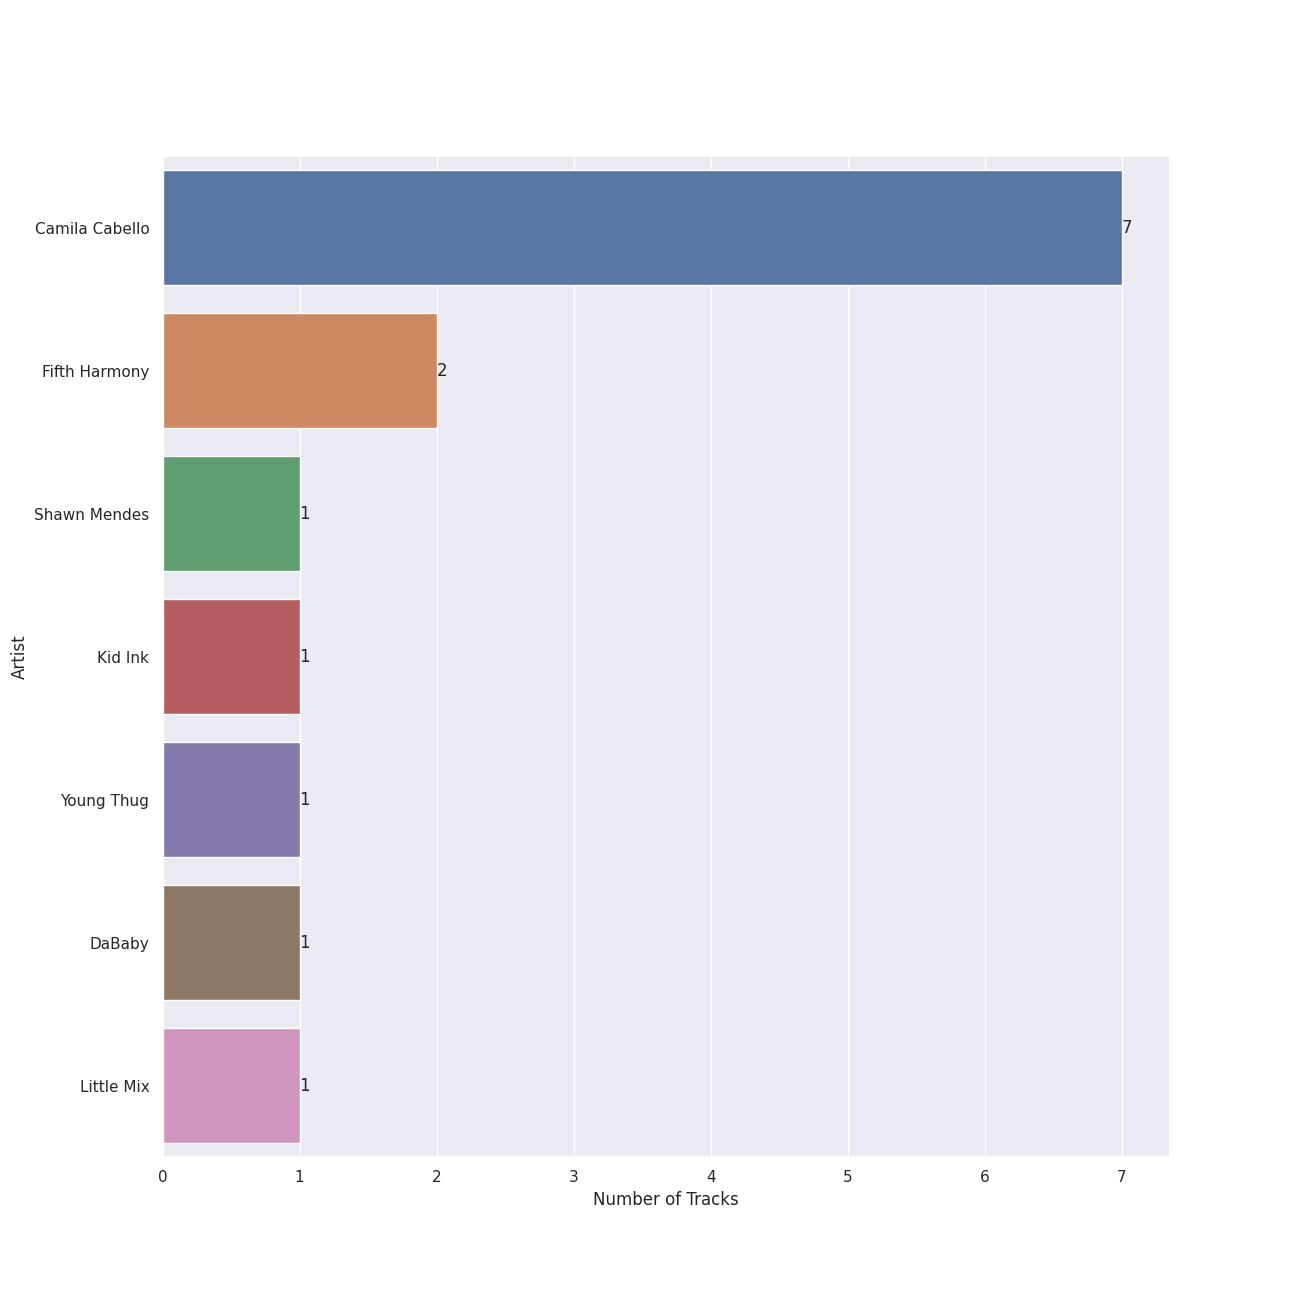 Camila Cabello
7
Fifth Harmony
2
Shawn Mendes
1
Kid Ink
1
Young Thug
1
DaBaby
1
Little Mix
1
Artist
0 1 2 3 4 5 6 7
Number of Tracks